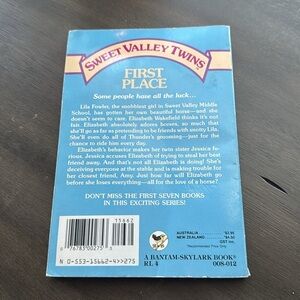 SWEET VALLEY TWINS
FIRST
PLACE
Some people have all the luck...
Lila Fowler, the snobbiest girl in Sweet Valley Middle
School, has gotten her own beautiful horse—and she
doesn't seem to care. Elizabeth Wakefield thinks it's not
fair. Elizabeth absolutely adores horses, so much that
she'll go as far as pretending to be friends with snotty Lila.
She'll even do all of Thunder's grooming—just for the
chance to ride him every day.
Elizabeth's behavior makes her twin sister Jessica fu-
rious. Jessica accuses Elizabeth of trying to steal her best
friend away. And that's not all Elizabeth is doing! She's
deceiving everyone at the stable and is making trouble for
her closest friend, Amy. Just how far will Elizabeth go
before she loses everything—all for the love of a horse?
DON'T MISS THE FIRST SEVEN BOOKS
IN THIS EXCITING SERIES!
15662
AUSTRALIA
NEW ZEALAND
GST inc.
A BANTAM-SKYLARK BOOK
RL 4 008-012
N 0-553-15662-4>>275